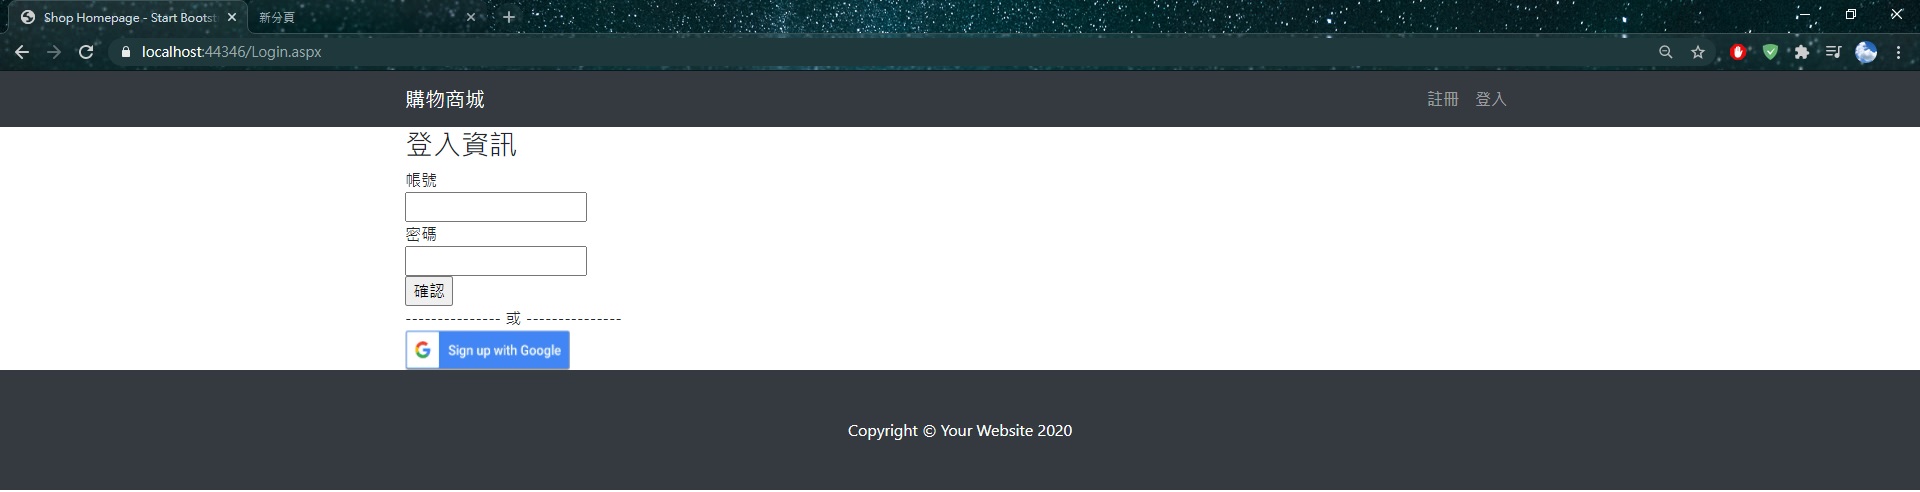 Shop Homepage - Start Bootst
新分頁
localhost:44346/Login.aspx
購物商城
註冊 登入
登入資訊
帳號
密碼
確認
--------------- 或 ---------------
Sign up with Google
Copyright © Your Website 2020